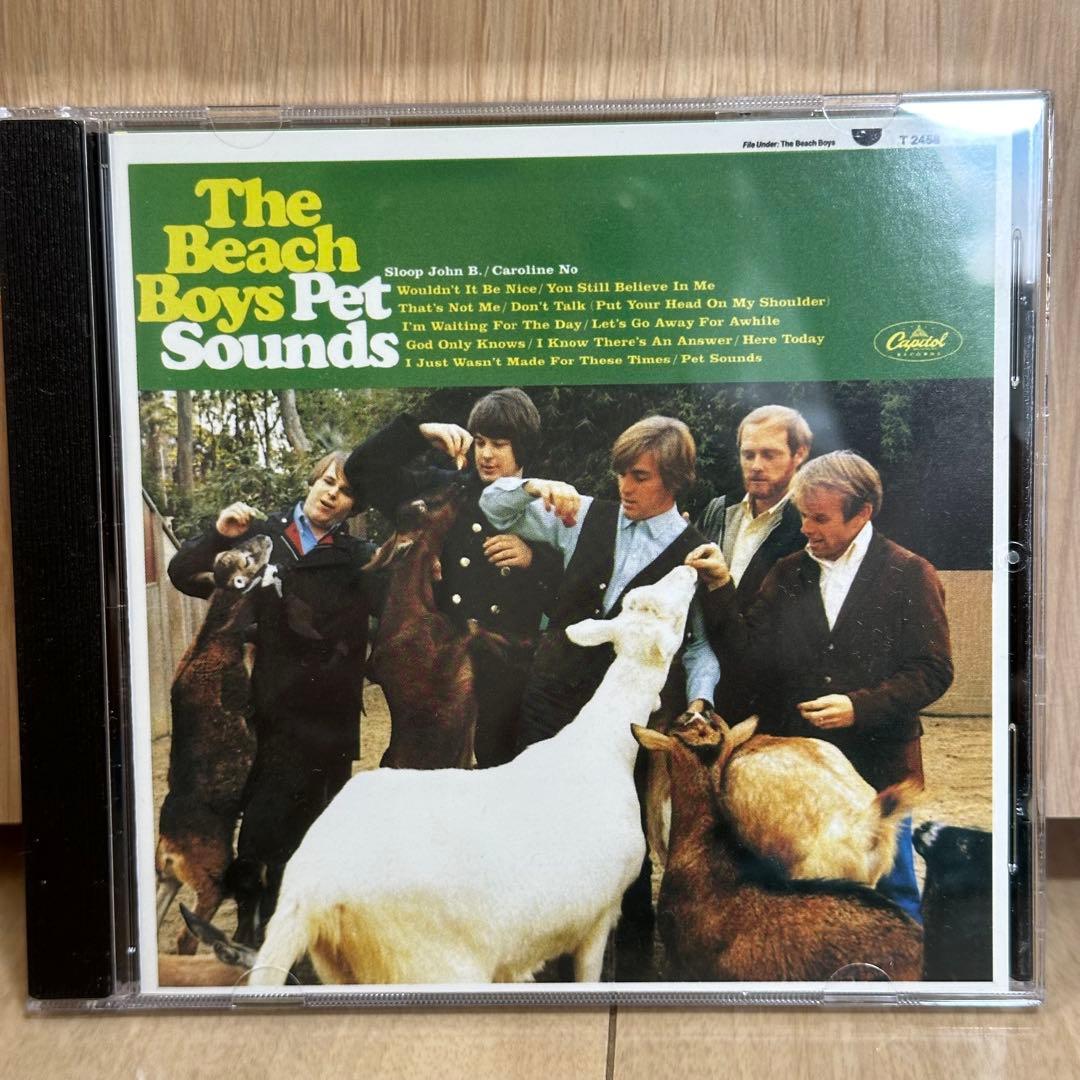 File Under: The Beach Boys
T 2458
The
Beach
Boys Pet
Sounds
Sloop John B./Caroline No
Wouldn't It Be Nice/You Still Believe In Me
That's Not Me/Don't Talk (Put Your Head On My Shoulder)
I'm Waiting For The Day/Let's Go Away For Awhile
God Only Knows/I Know There's An Answer/Here Today
I Just Wasn't Made For These Times/Pet Sounds
Capitol
RECORDS